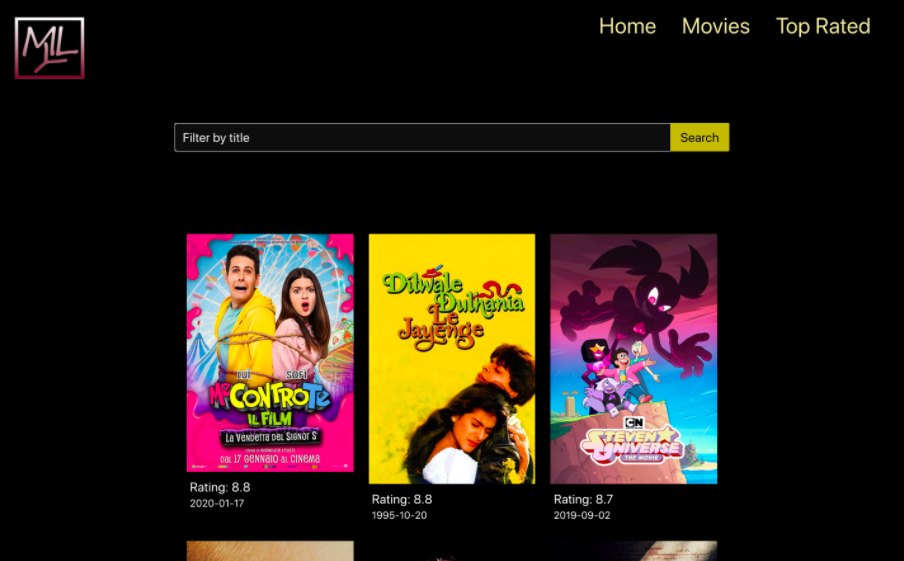 MLL
Home Movies Top Rated
Filter by title Search
LUI SOFI
Me CONTRO Te
IL FILM
LA VENDETTA DEL SIGNOR S
DAL 17 GENNAIO AL CINEMA
Rating: 8.8
2020-01-17
Dilwale
Dulhania
Le
Jayenge
Rating: 8.8
1995-10-20
CN
STEVEN
UNIVERSE
THE MOVIE
Rating: 8.7
2019-09-02